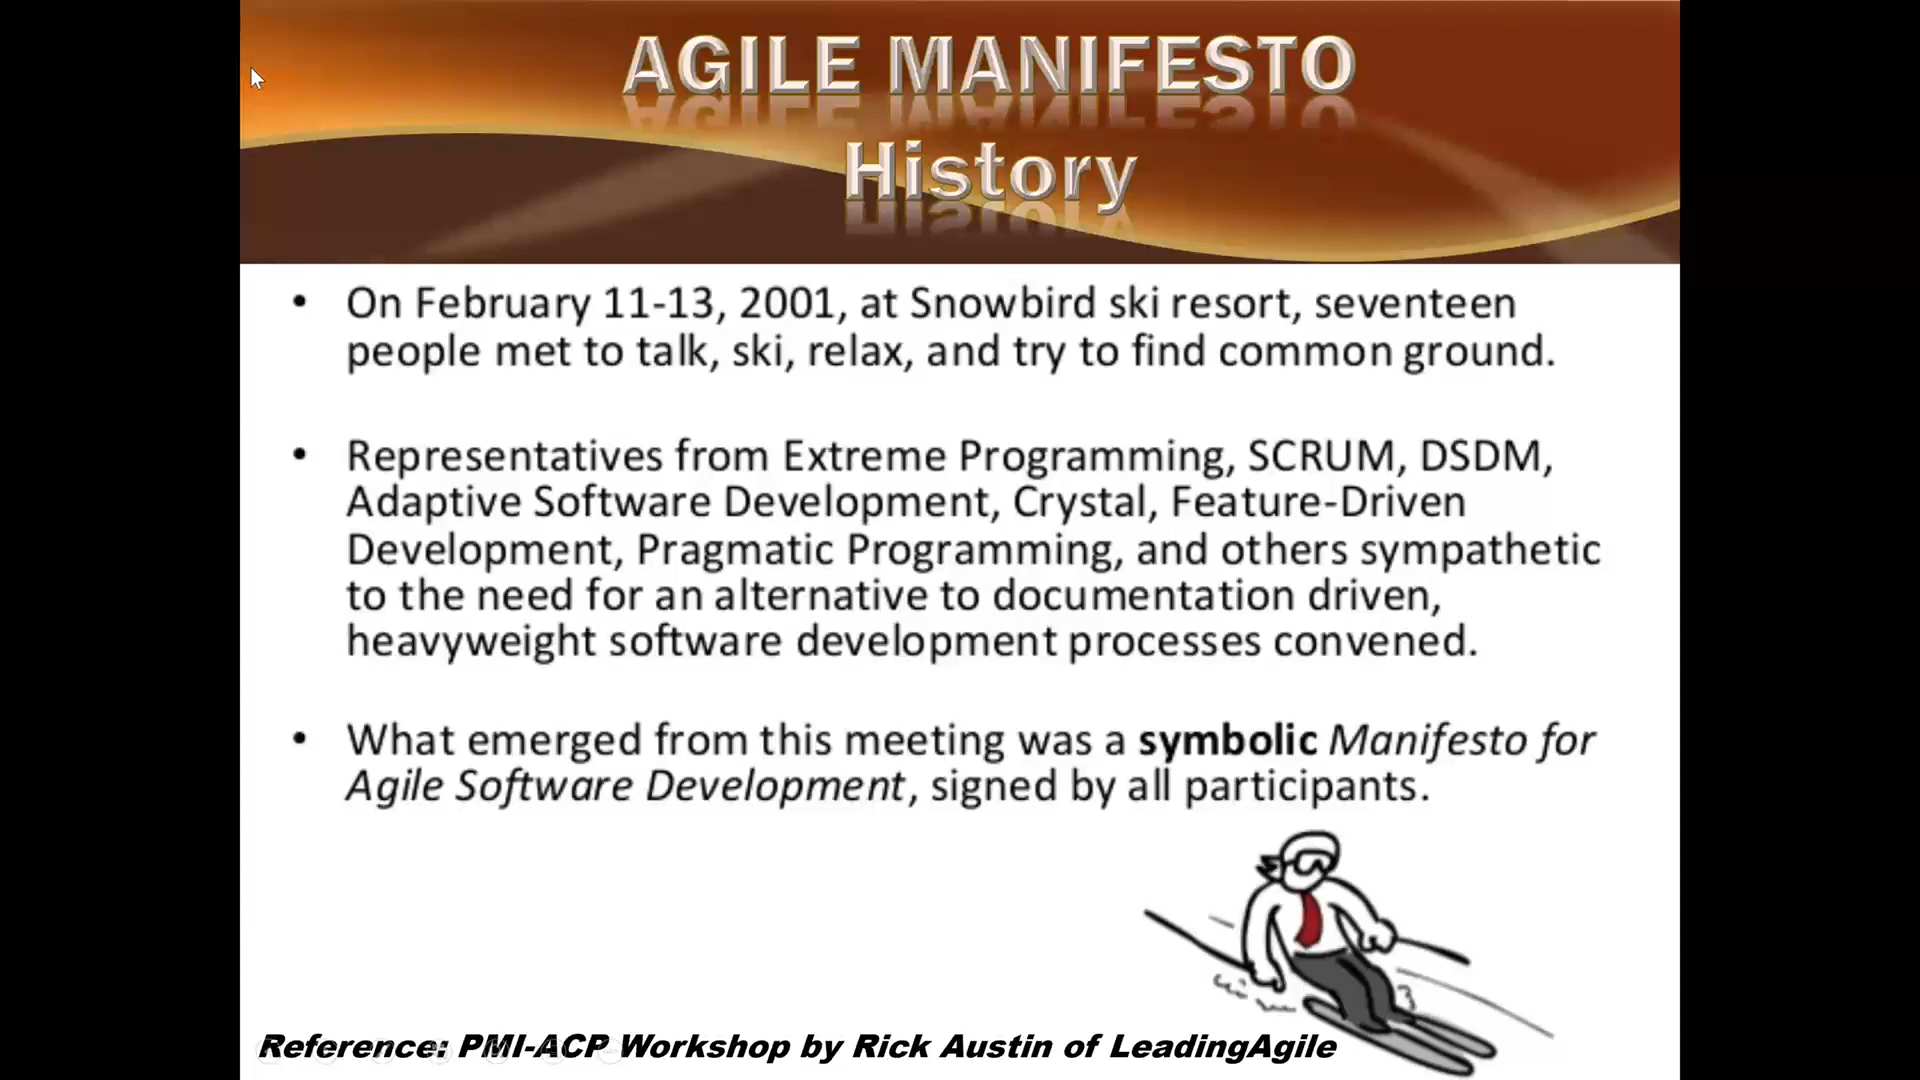 AGILE MANIFESTO
History
• On February 11-13, 2001, at Snowbird ski resort, seventeen
people met to talk, ski, relax, and try to find common ground.
• Representatives from Extreme Programming, SCRUM, DSDM,
Adaptive Software Development, Crystal, Feature-Driven
Development, Pragmatic Programming, and others sympathetic
to the need for an alternative to documentation driven,
heavyweight software development processes convened.
• What emerged from this meeting was a symbolic Manifesto for
Agile Software Development, signed by all participants.
Reference: PMI-ACP Workshop by Rick Austin of LeadingAgile